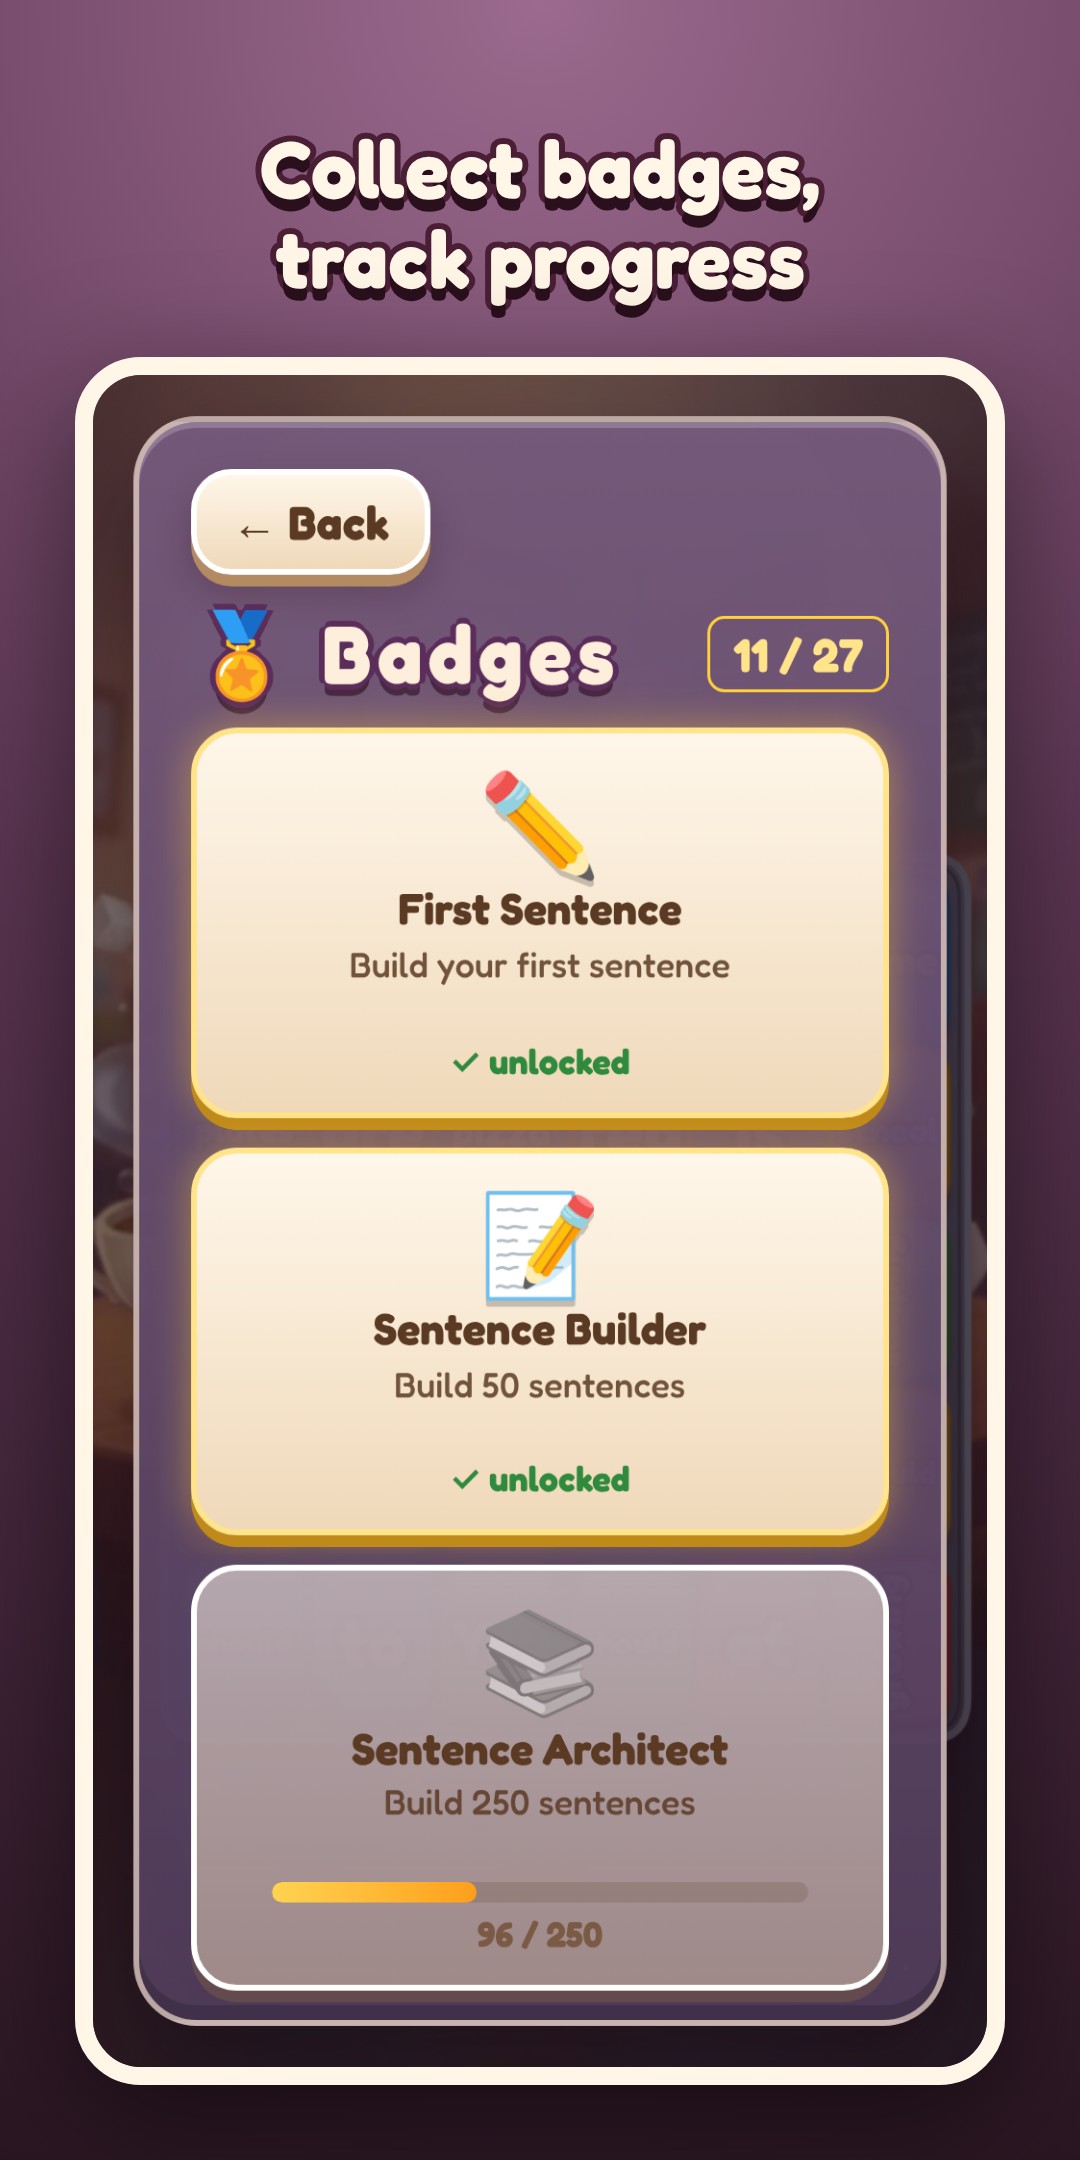 Collect badges,
track progress
← Back
Badges
11 / 27
First Sentence
Build your first sentence
✓ unlocked
Sentence Builder
Build 50 sentences
✓ unlocked
Sentence Architect
Build 250 sentences
96 / 250